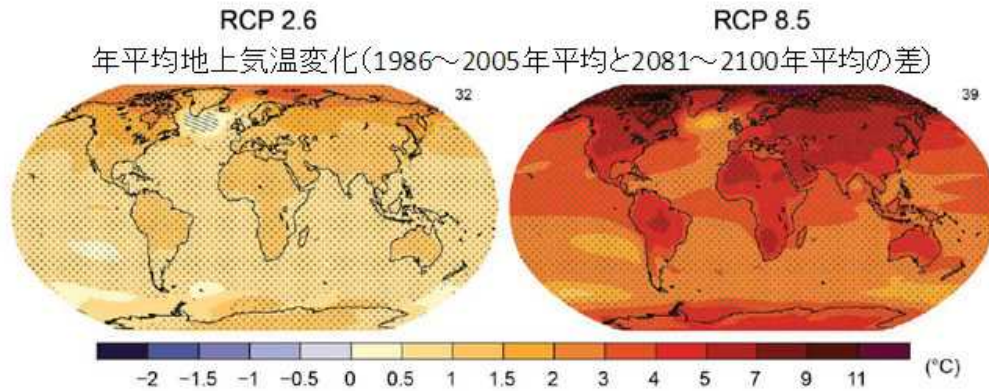 RCP 2.6 RCP 8.5
年平均地上気温変化(1986～2005年平均と2081～2100年平均の差)
32 39
−2 −1.5 −1 −0.5 0 0.5 1 1.5 2 3 4 5 7 9 11 (°C)